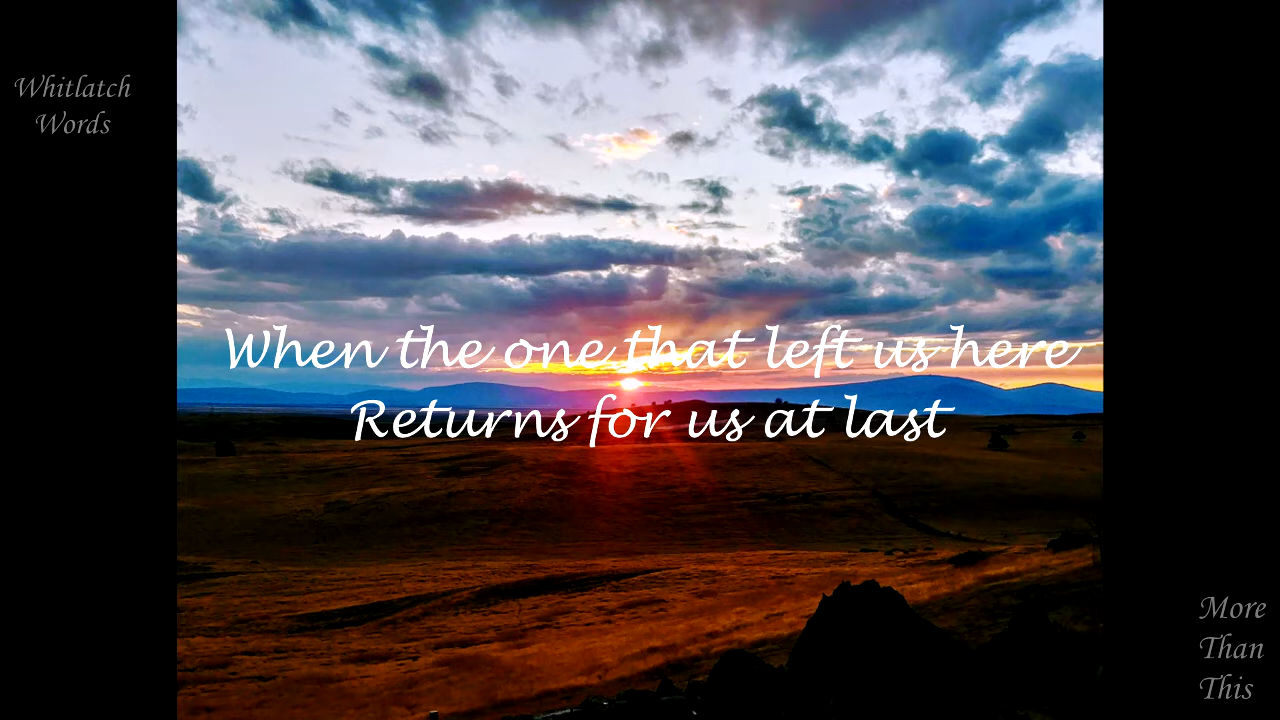 Whitlatch
Words
When the one that left us here
Returns for us at last
More
Than
This